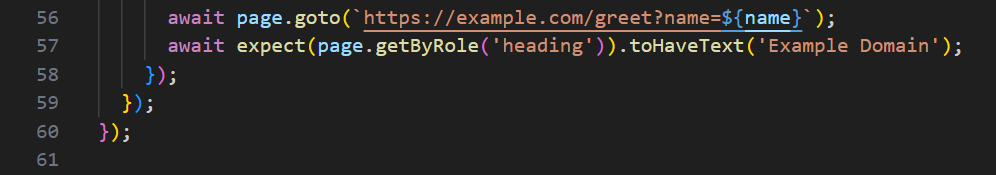 56 await page.goto(`https://example.com/greet?name=${name}`);
57 await expect(page.getByRole('heading')).toHaveText('Example Domain');
58 });
59 });
60 });
61